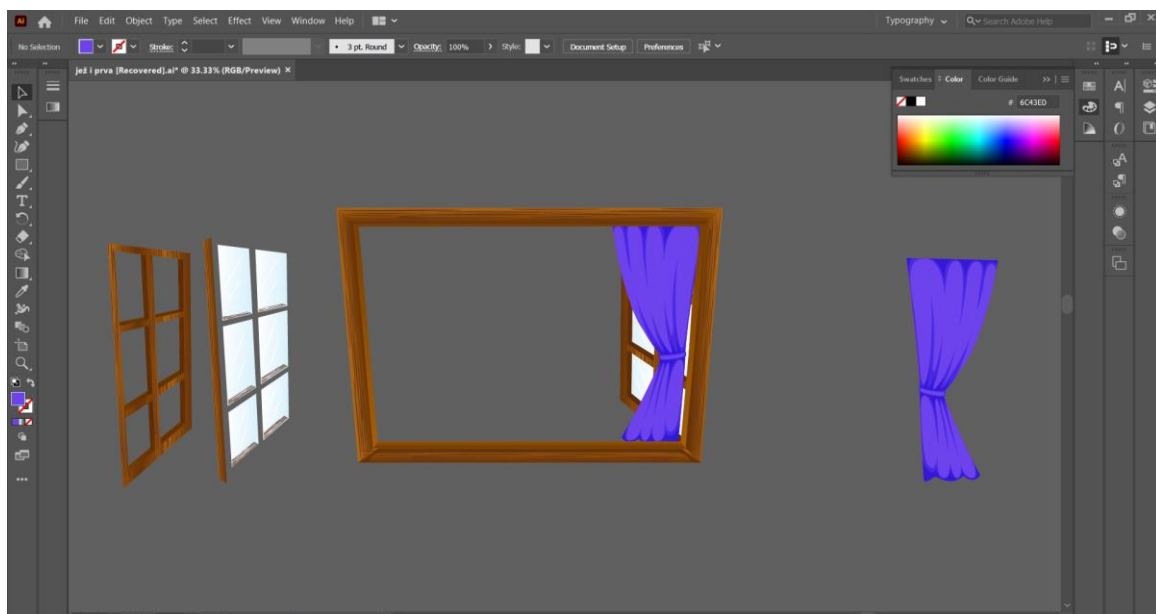 Ai File Edit Object Type Select Effect View Window Help Typography Search Adobe Help
No Selection Stroke: 3 pt. Round Opacity: 100% Style: Document Setup Preferences
jež i prva [Recovered].ai* @ 33.33% (RGB/Preview) ×
Swatches Color Color Guide
# 6C43ED